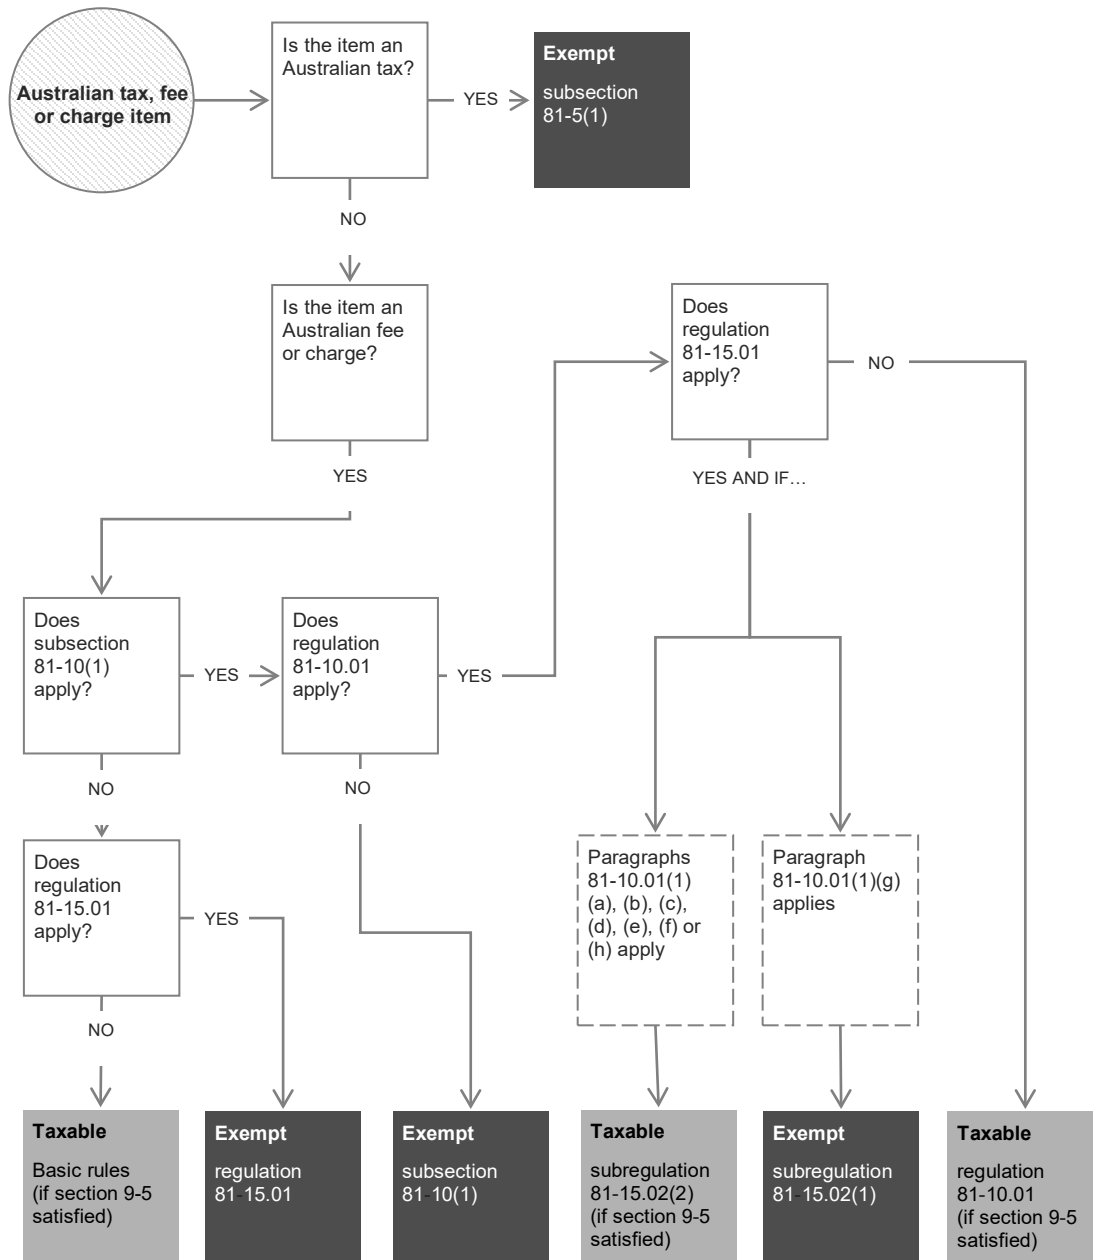 Australian tax, fee
or charge item
Is the item an
Australian tax?
YES
Exempt
subsection
81-5(1)
NO
Is the item an
Australian fee
or charge?
YES
Does
regulation
81-15.01
apply?
NO
YES AND IF…
Does
subsection
81-10(1)
apply?
YES
Does
regulation
81-10.01
apply?
YES
NO
NO
Does
regulation
81-15.01
apply?
YES
NO
Paragraphs
81-10.01(1)
(a), (b), (c),
(d), (e), (f) or
(h) apply
Paragraph
81-10.01(1)(g)
applies
Taxable
Basic rules
(if section 9-5
satisfied)
Exempt
regulation
81-15.01
Exempt
subsection
81-10(1)
Taxable
subregulation
81-15.02(2)
(if section 9-5
satisfied)
Exempt
subregulation
81-15.02(1)
Taxable
regulation
81-10.01
(if section 9-5
satisfied)